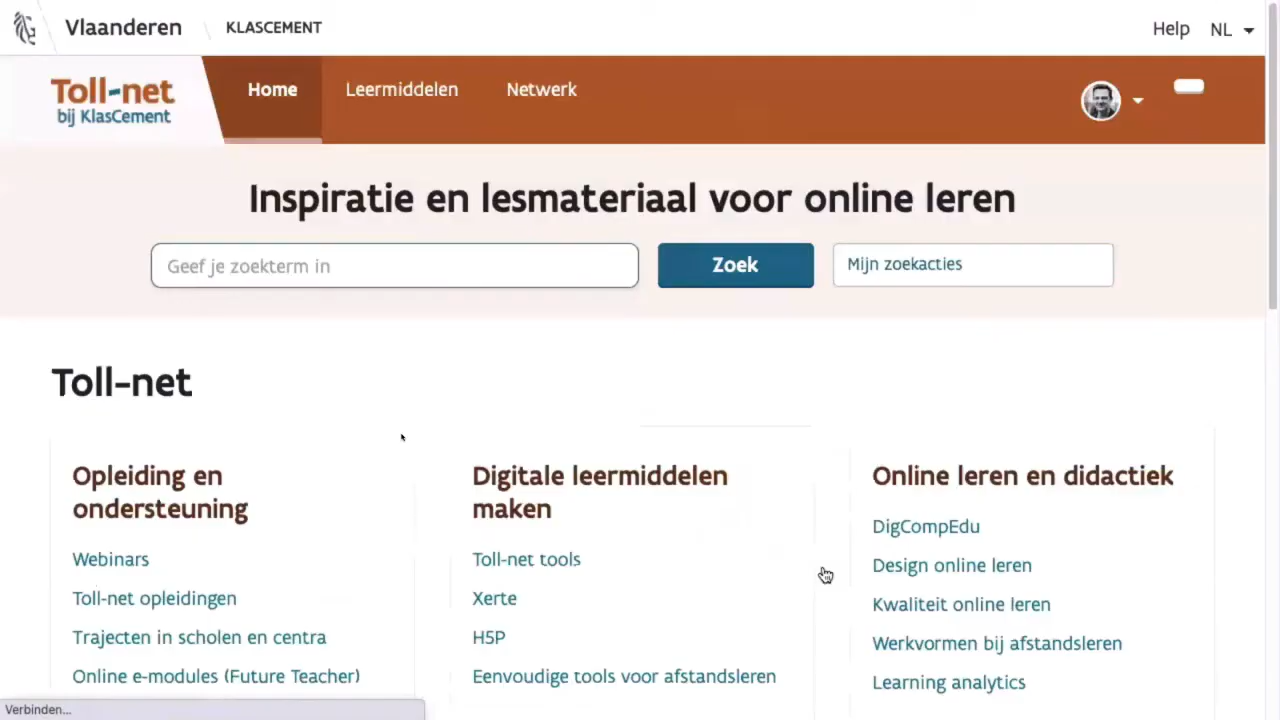 Vlaanderen
KLASCEMENT
Help
NL
Toll-net
bij KlasCement
Home
Leermiddelen
Netwerk
Inspiratie en lesmateriaal voor online leren
Geef je zoekterm in
Zoek
Mijn zoekacties
Toll-net
Opleiding en
ondersteuning
Webinars
Toll-net opleidingen
Trajecten in scholen en centra
Online e-modules (Future Teacher)
Digitale leermiddelen
maken
Toll-net tools
Xerte
H5P
Eenvoudige tools voor afstandsleren
Online leren en didactiek
DigCompEdu
Design online leren
Kwaliteit online leren
Werkvormen bij afstandsleren
Learning analytics
Verbinden...